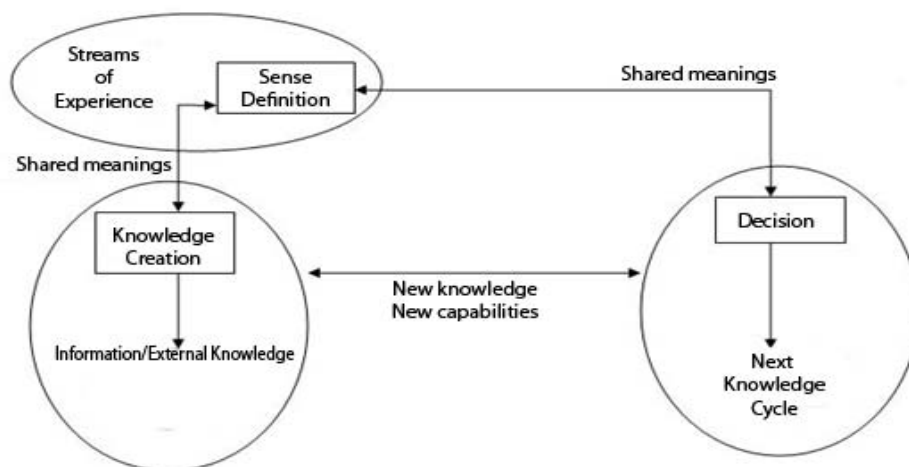 Streams
of
Experience
Sense
Definition
Shared meanings
Shared meanings
Knowledge
Creation
Decision
New knowledge
New capabilities
Information/External Knowledge
Next
Knowledge
Cycle